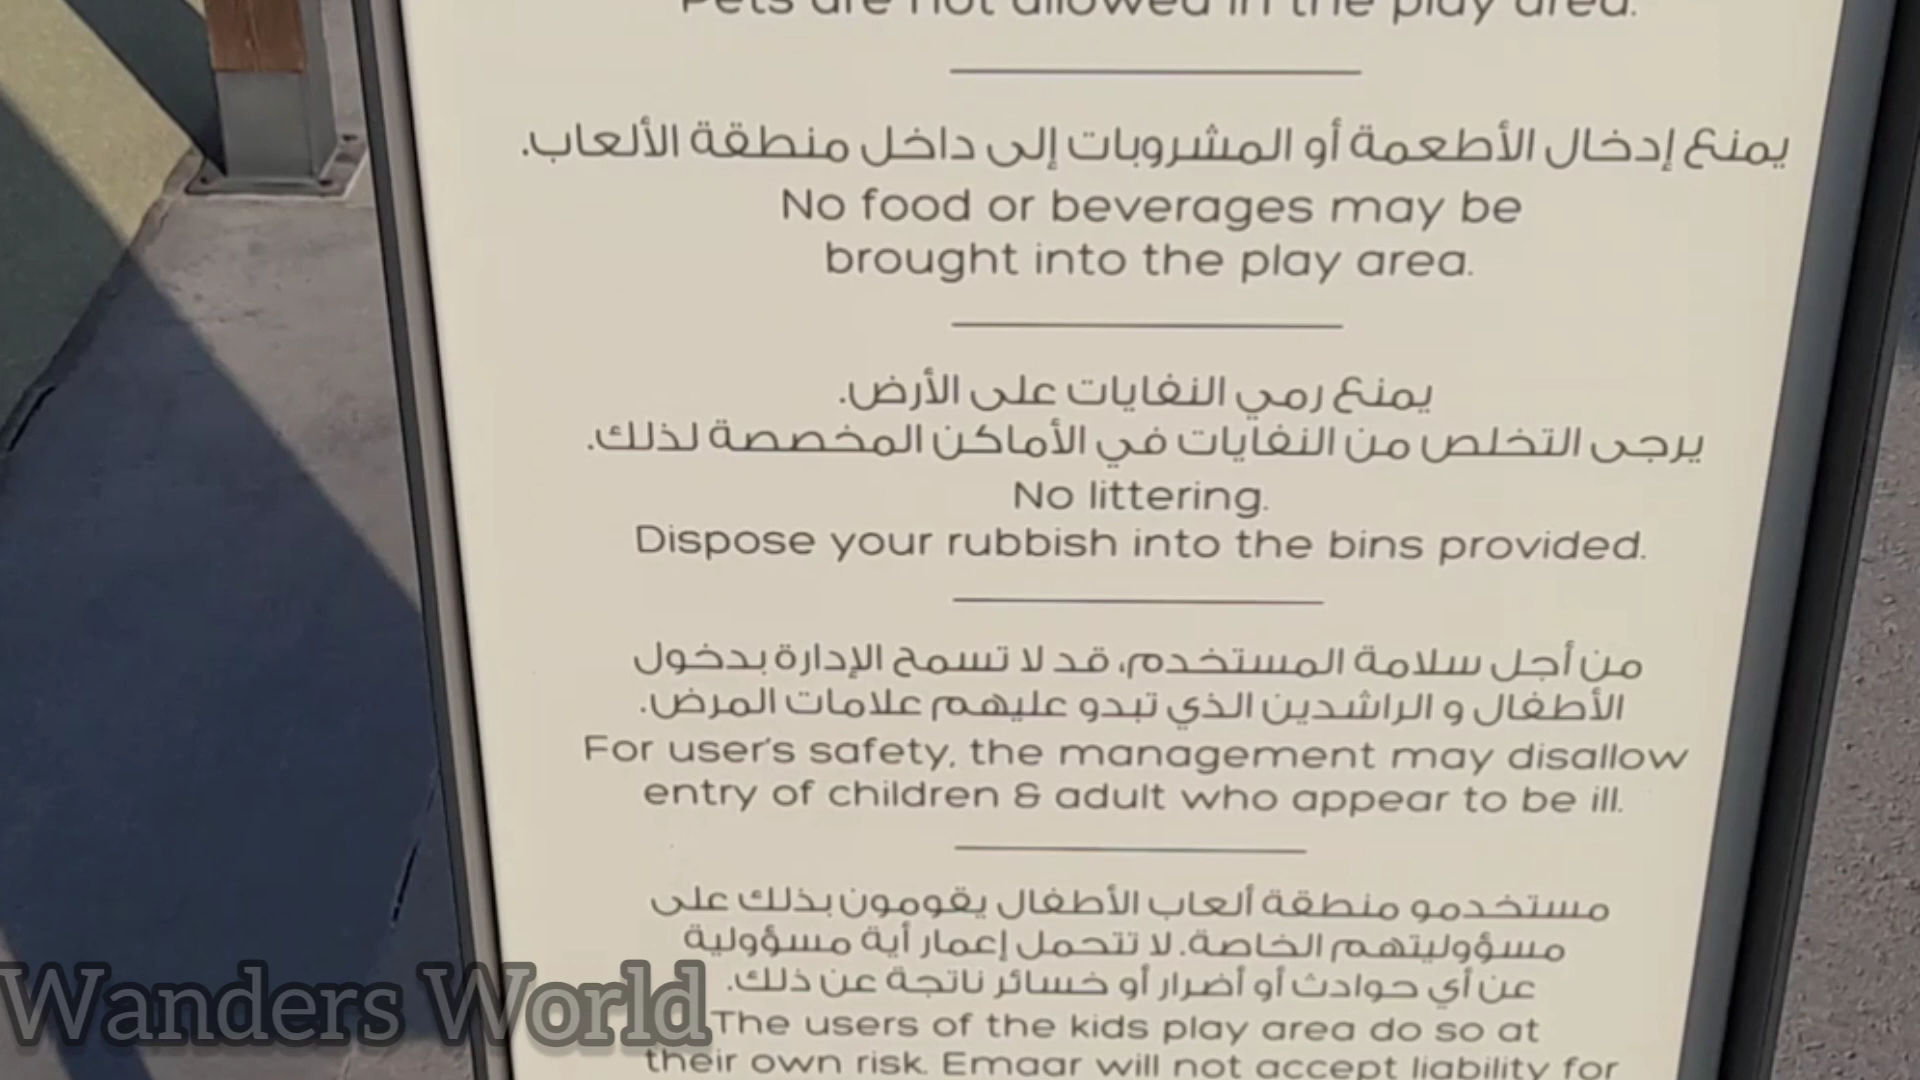 Pets are not allowed in the play area.
يمنع إدخال الأطعمة أو المشروبات إلى داخل منطقة الألعاب.
No food or beverages may be
brought into the play area.
يمنع رمي النفايات على الأرض.
يرجى التخلص من النفايات في الأماكن المخصصة لذلك.
No littering.
Dispose your rubbish into the bins provided.
من أجل سلامة المستخدم، قد لا تسمح الإدارة بدخول
الأطفال و الراشدين الذي تبدو عليهم علامات المرض.
For user's safety, the management may disallow
entry of children & adult who appear to be ill.
مستخدمو منطقة ألعاب الأطفال يقومون بذلك على
مسؤوليتهم الخاصة. لا تتحمل إعمار أية مسؤولية
عن أي حوادث أو أضرار أو خسائر ناتجة عن ذلك.
The users of the kids play area do so at
their own risk. Emaar will not accept liability for
Wanders World